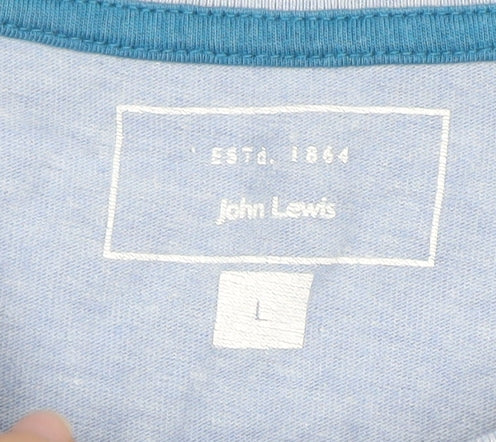 ESTd. 1864
John Lewis
L